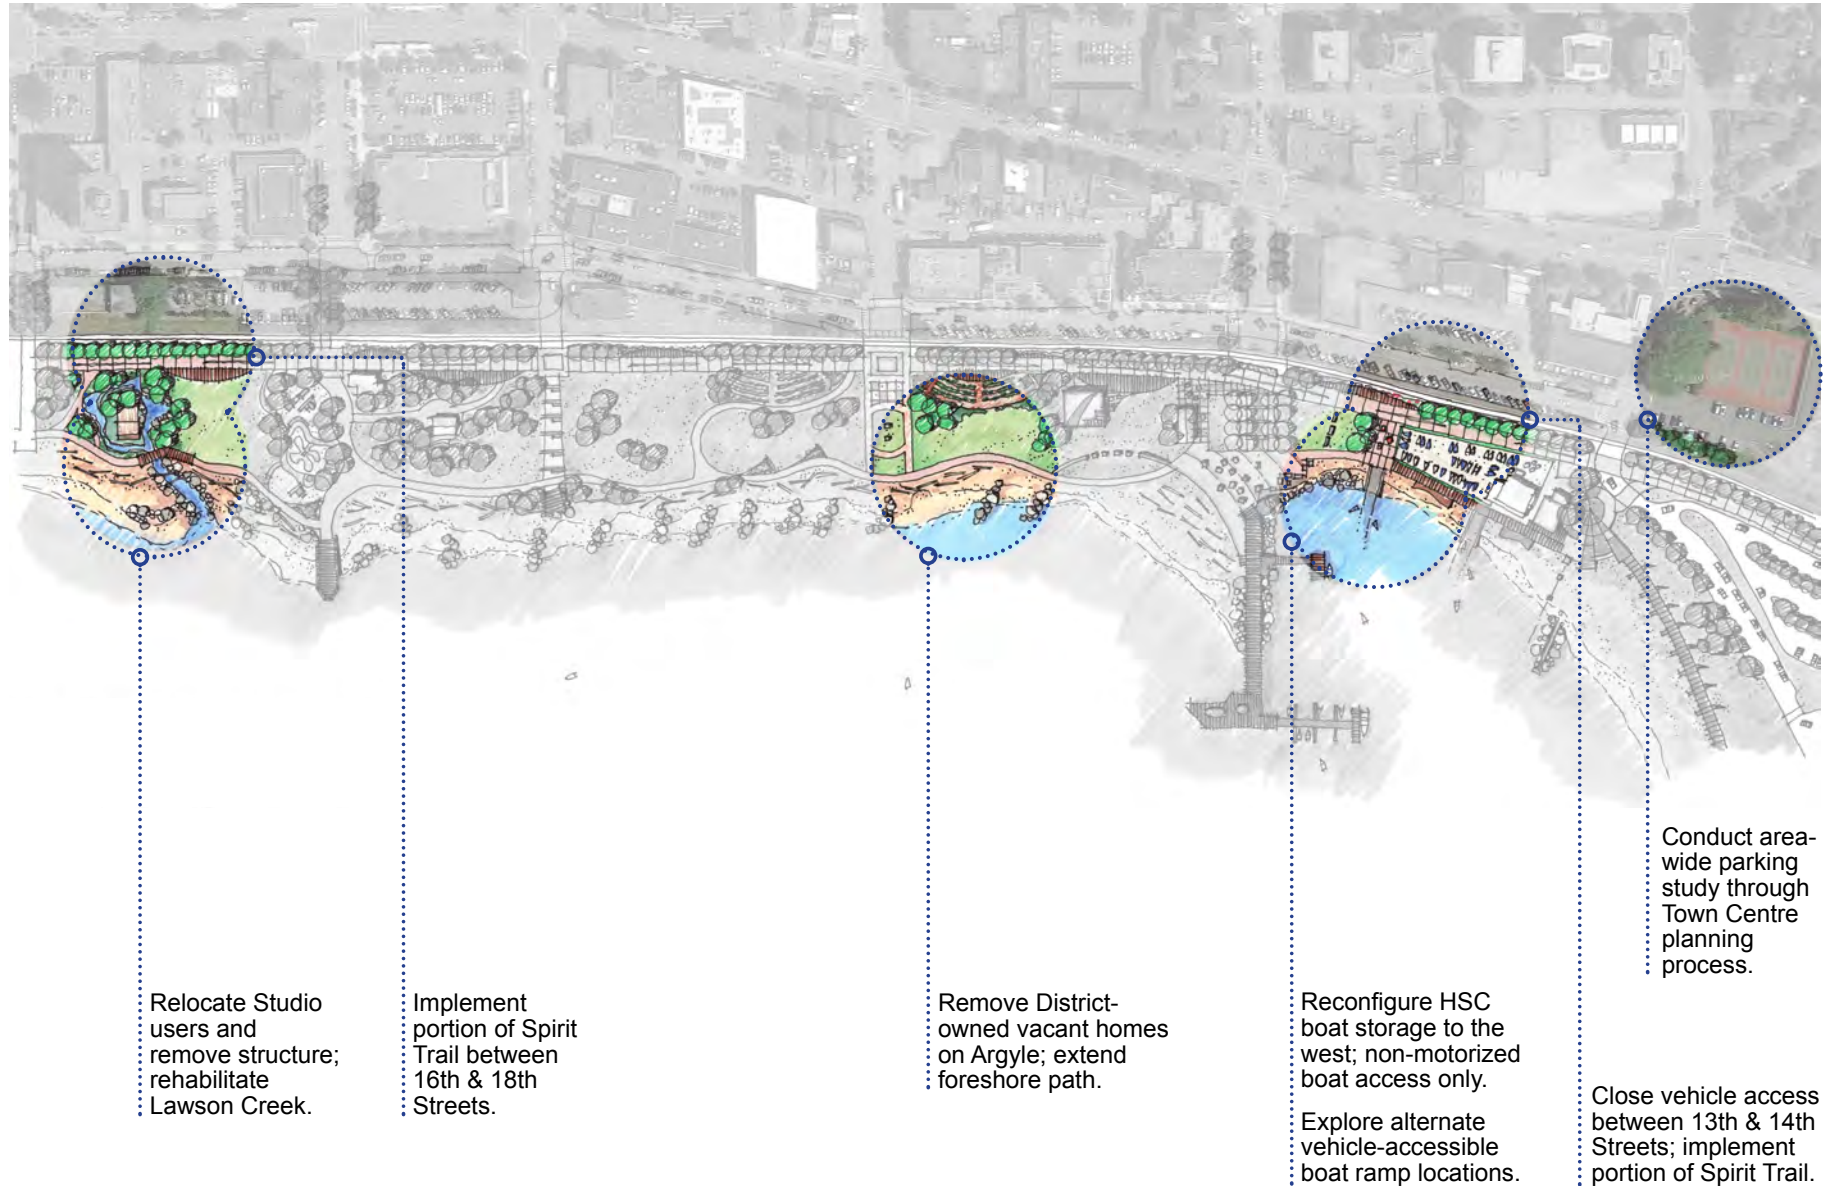 Relocate Studio
users and
remove structure;
rehabilitate
Lawson Creek.
Implement
portion of Spirit
Trail between
16th & 18th
Streets.
Remove District-
owned vacant homes
on Argyle; extend
foreshore path.
Reconfigure HSC
boat storage to the
west; non-motorized
boat access only.
Explore alternate
vehicle-accessible
boat ramp locations.
Close vehicle access
between 13th & 14th
Streets; implement
portion of Spirit Trail.
Conduct area-
wide parking
study through
Town Centre
planning
process.